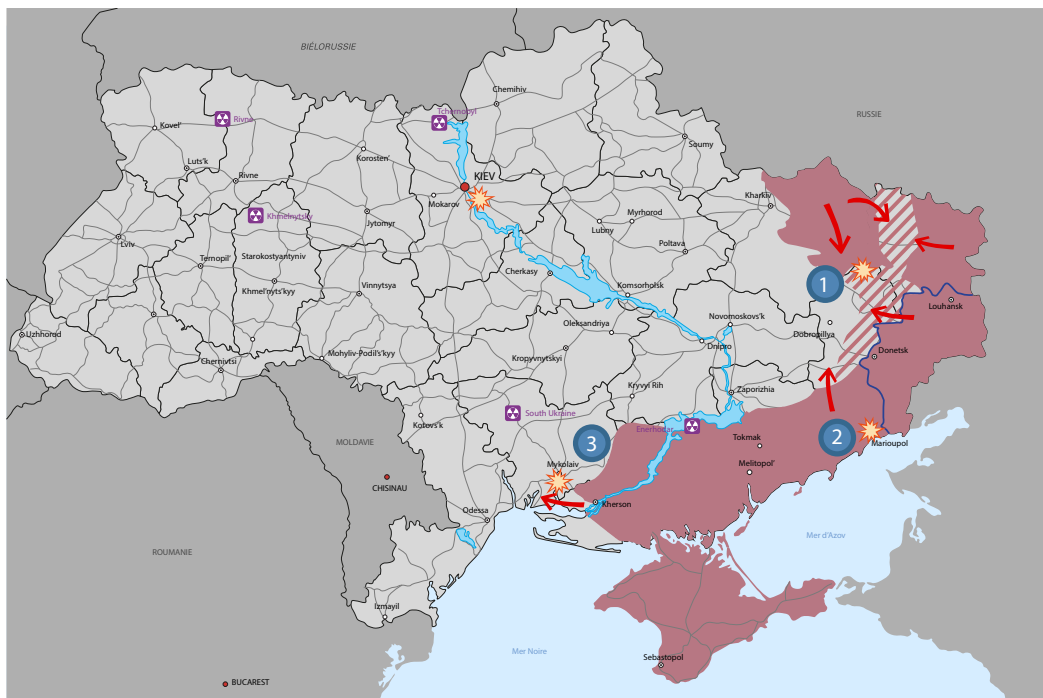 BIÉLORUSSIE
Chernihiv
Tchernobyl
RUSSIE
Rivne
Kovel'
Soumy
Korosten'
Luts'k
Rivne
KIEV
Mokarov
Kharkiv
Khmelnytsky
Jytomyr
Myrhorod
Lubny
Lviv
Poltava
Ternopil'
Starokostyantyniv
Cherkasy
1
Khmel'nyts'kyy
Vinnytsya
Komsorhol'sk
Louhansk
Oleksandriya
Novomoskovs'k
Uzhhorod
Dobropillya
Dnipro
Donetsk
Mohyliv-Podil's'kyy
Chernivtsi
Kropyvnytskyi
Kryvyi Rih
Zaporizhia
South Ukraine
Kotovs'k
Enerhodar
2
3
Tokmak
Marioupol
MOLDAVIE
Mykolaiv
Melitopol'
CHISINAU
Kherson
Odessa
Mer d'Azov
ROUMANIE
Izmayil
Mer Noire
Sebastopol
BUCAREST